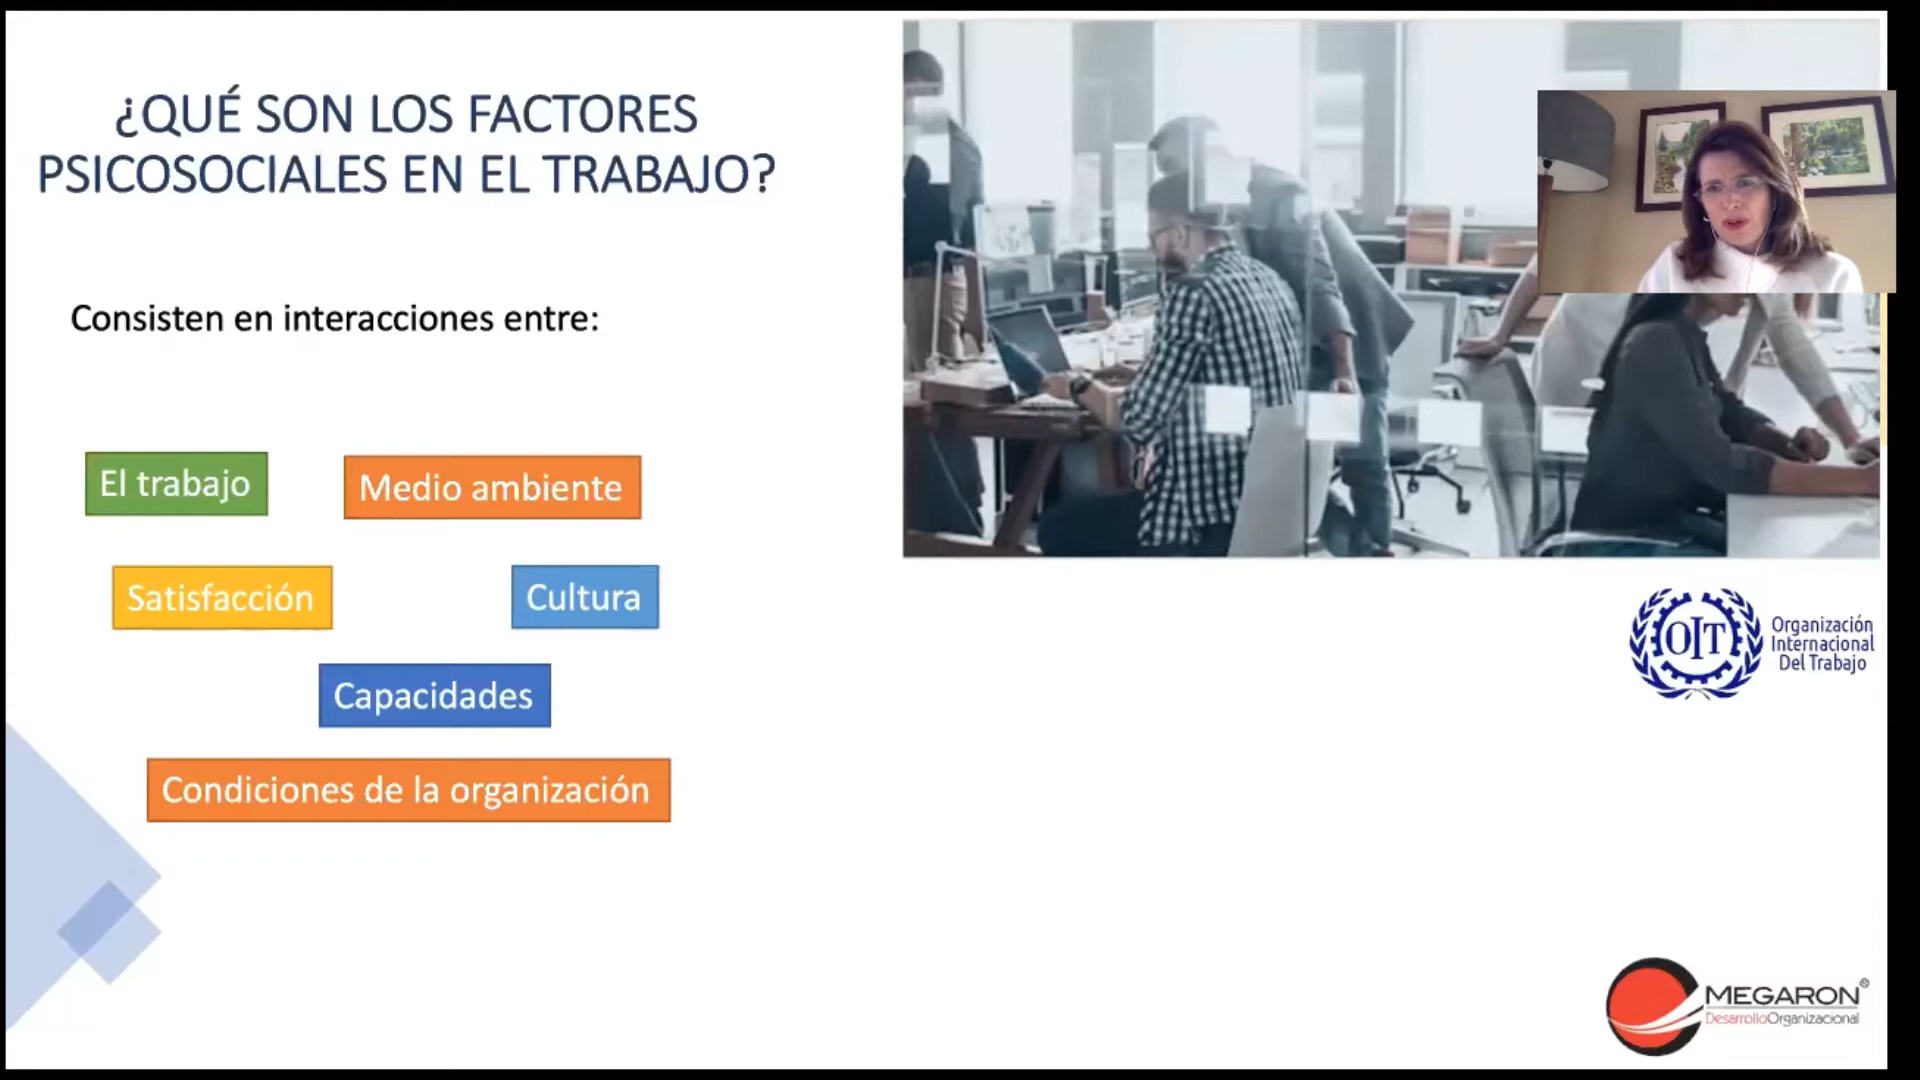 ¿QUÉ SON LOS FACTORES
PSICOSOCIALES EN EL TRABAJO?
Consisten en interacciones entre:
El trabajo
Medio ambiente
Satisfacción
Cultura
Capacidades
Condiciones de la organización
OIT
Organización
Internacional
Del Trabajo
MEGARON®
DesarrolloOrganizacional